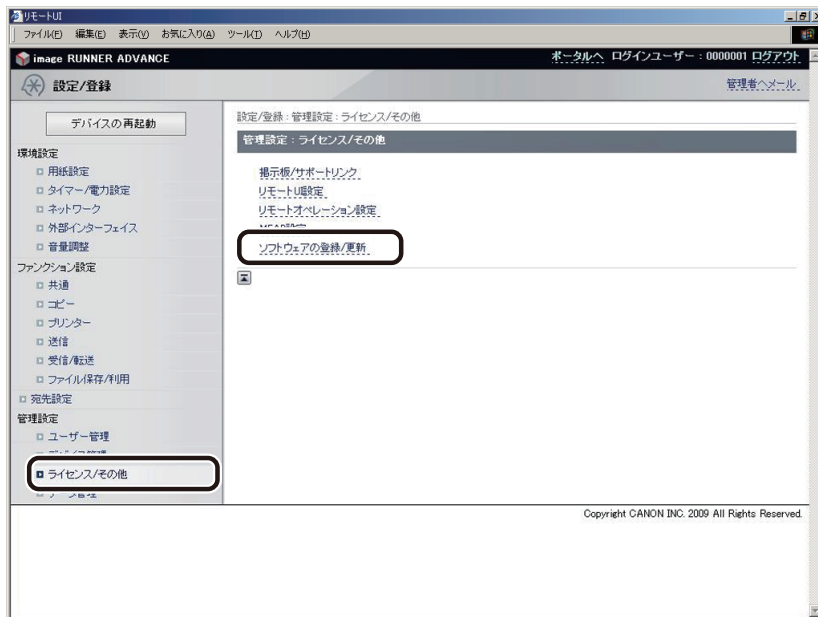 リモートUI
ファイル(F) 編集(E) 表示(V) お気に入り(A) ツール(T) ヘルプ(H)
image RUNNER ADVANCE
ポータルへ ログインユーザー : 0000001 ログアウト
設定/登録
管理者へメール
デバイスの再起動
環境設定
用紙設定
タイマー/電力設定
ネットワーク
外部インターフェイス
音量調整
ファンクション設定
共通
コピー
プリンター
送信
受信/転送
ファイル保存/利用
宛先設定
管理設定
ユーザー管理
ライセンス/その他
設定/登録 : 管理設定 : ライセンス/その他
管理設定 : ライセンス/その他
掲示板/サポートリンク
リモートUI設定
リモートオペレーション設定
ソフトウェアの登録/更新
Copyright CANON INC. 2009 All Rights Reserved.